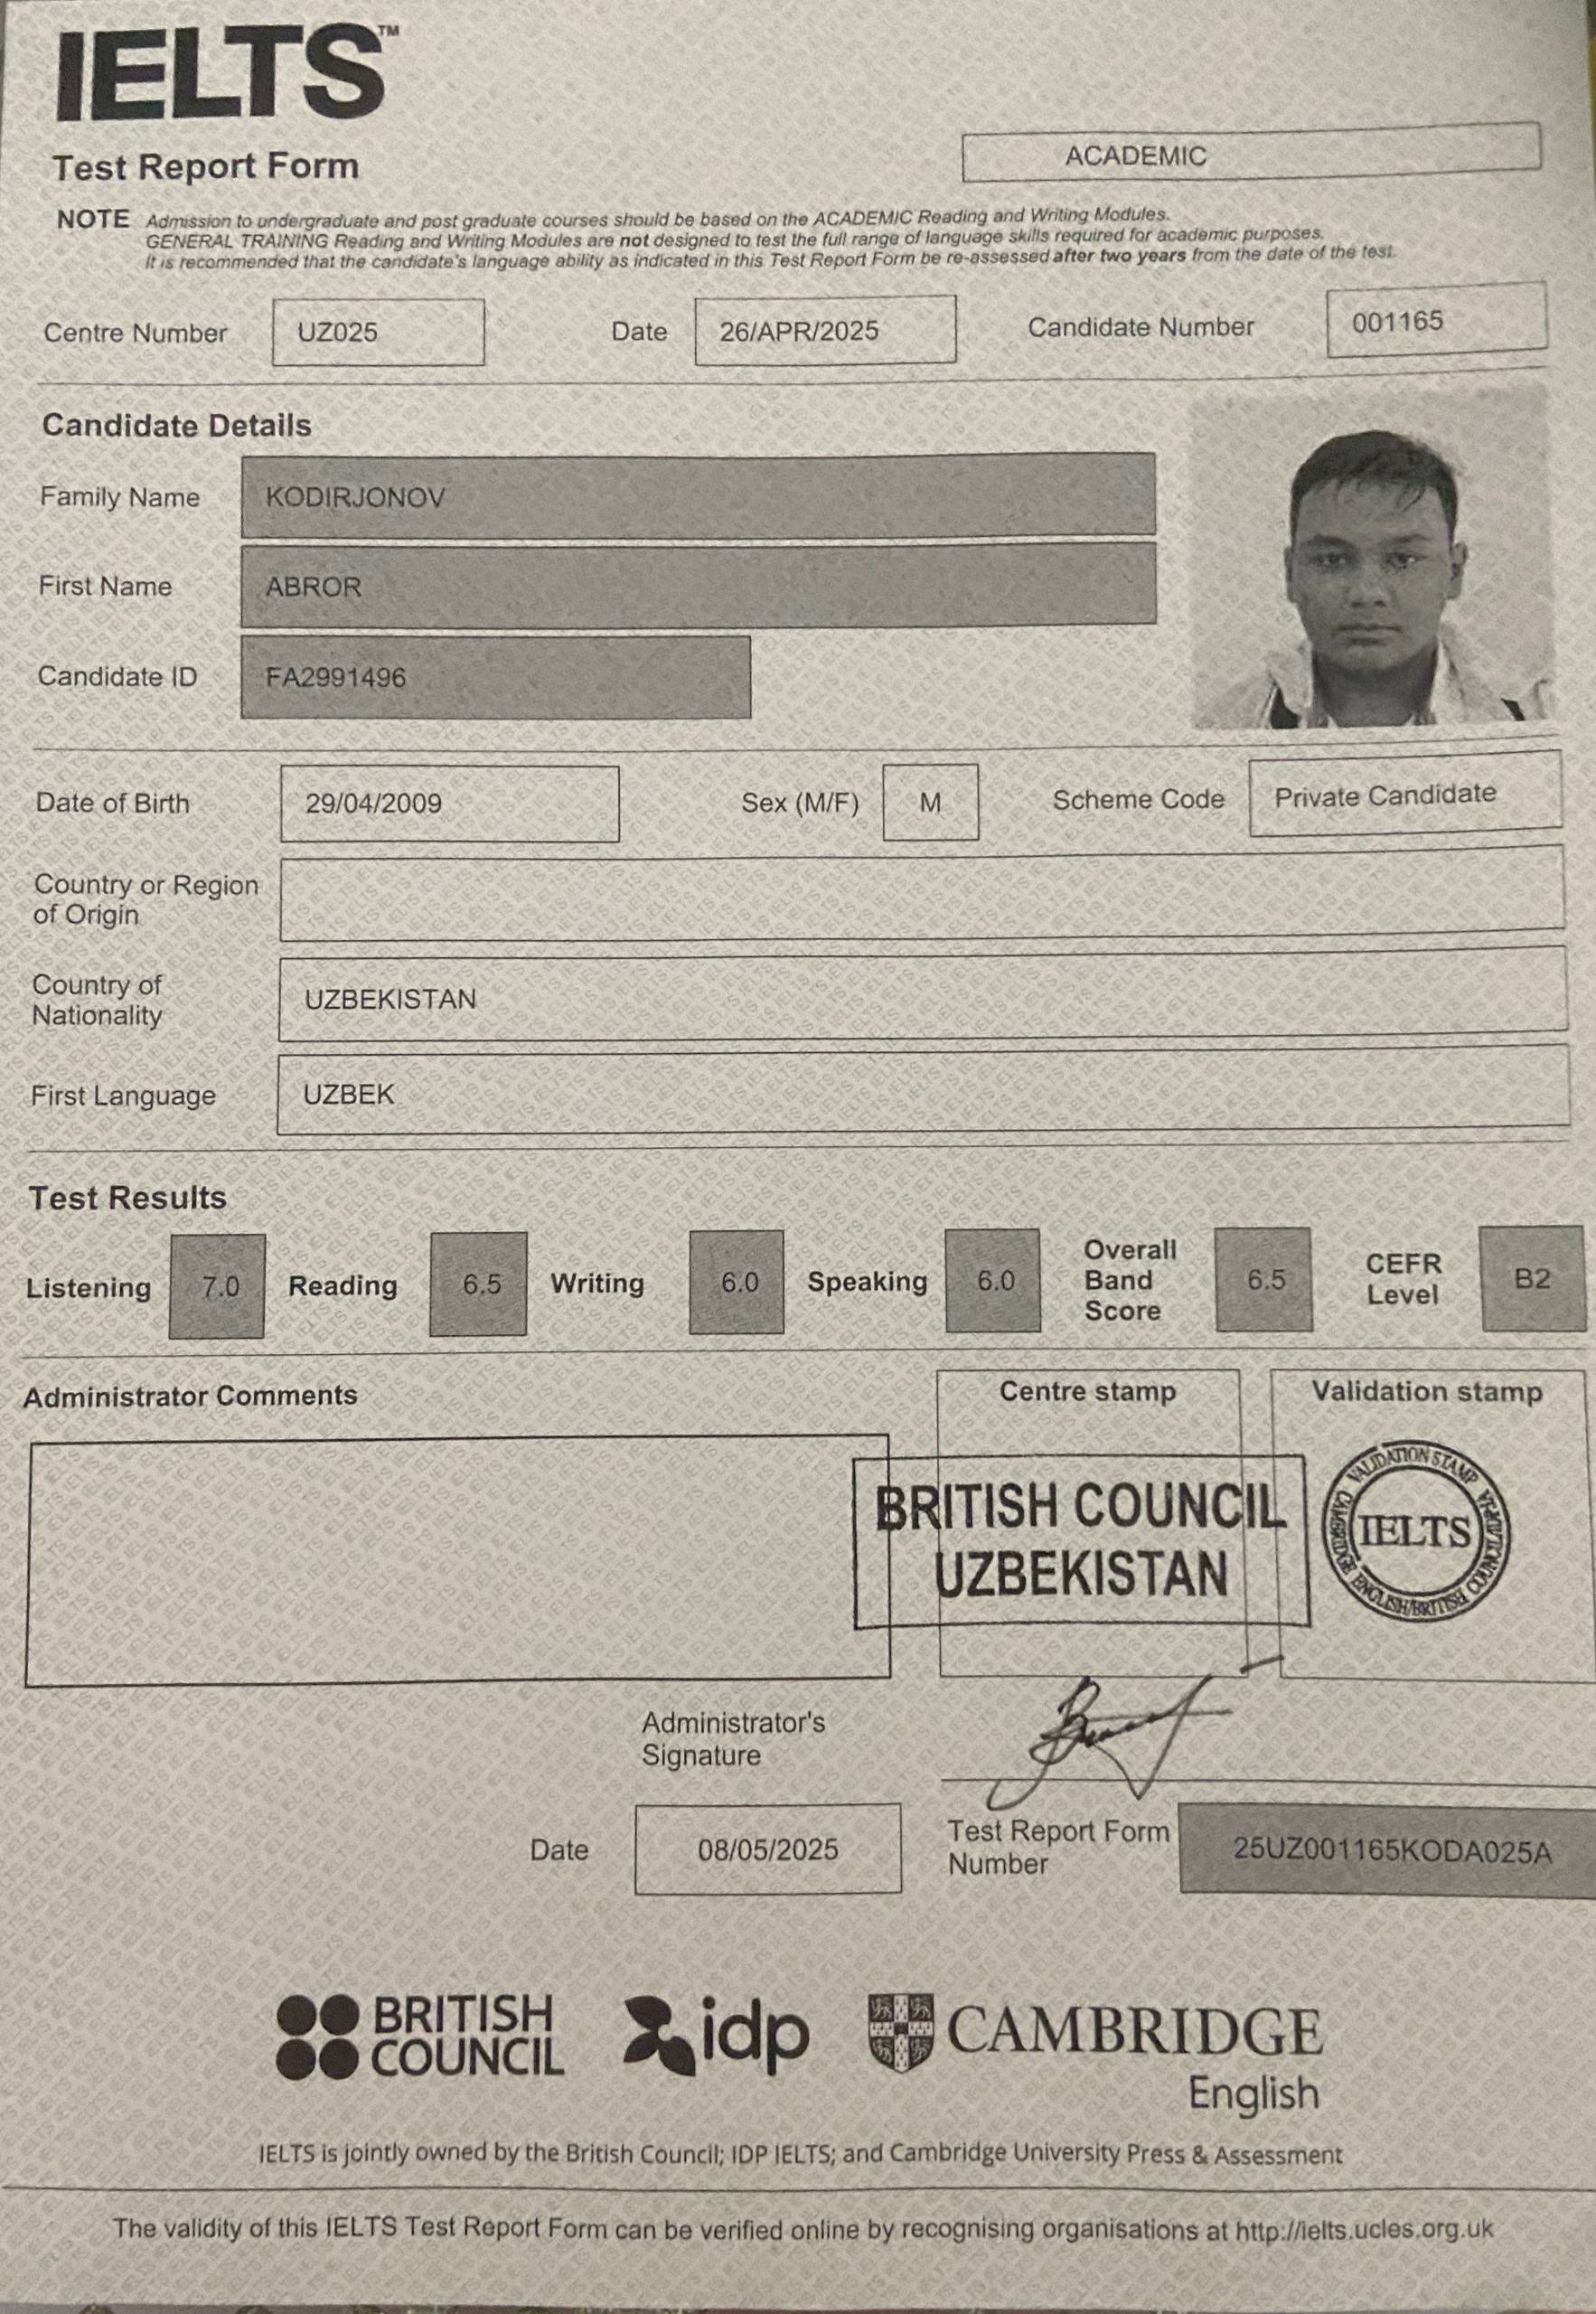 IELTS™
Test Report Form
ACADEMIC
NOTE Admission to undergraduate and post graduate courses should be based on the ACADEMIC Reading and Writing Modules.
GENERAL TRAINING Reading and Writing Modules are not designed to test the full range of language skills required for academic purposes.
It is recommended that the candidate's language ability as indicated in this Test Report Form be re-assessed after two years from the date of the test.
Centre Number UZ025 Date 26/APR/2025 Candidate Number 001165
Candidate Details
Family Name KODIRJONOV
First Name ABROR
Candidate ID FA2991496
Date of Birth 29/04/2009 Sex (M/F) M Scheme Code Private Candidate
Country or Region
of Origin
Country of
Nationality UZBEKISTAN
First Language UZBEK
Test Results
Listening 7.0 Reading 6.5 Writing 6.0 Speaking 6.0 Overall Band Score 6.5 CEFR Level B2
Administrator Comments
Centre stamp
Validation stamp
BRITISH COUNCIL
UZBEKISTAN
VALIDATION STAMP
CAMBRIDGE ENGLISH/BRITISH COUNCIL/IDP:IA
IELTS
Administrator's
Signature
Date 08/05/2025
Test Report Form
Number 25UZ001165KODA025A
BRITISH
COUNCIL
idp
CAMBRIDGE
English
IELTS is jointly owned by the British Council; IDP IELTS; and Cambridge University Press & Assessment
The validity of this IELTS Test Report Form can be verified online by recognising organisations at http://ielts.ucles.org.uk